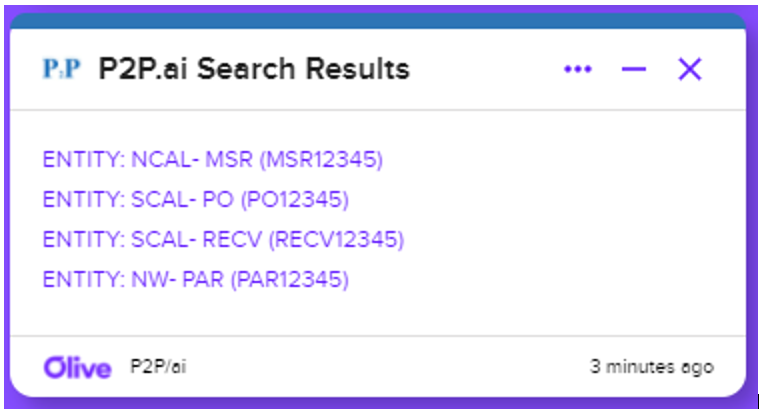 P2P P2P.ai Search Results
ENTITY: NCAL- MSR (MSR12345)
ENTITY: SCAL- PO (PO12345)
ENTITY: SCAL- RECV (RECV12345)
ENTITY: NW- PAR (PAR12345)
Olive P2P/ai 3 minutes ago